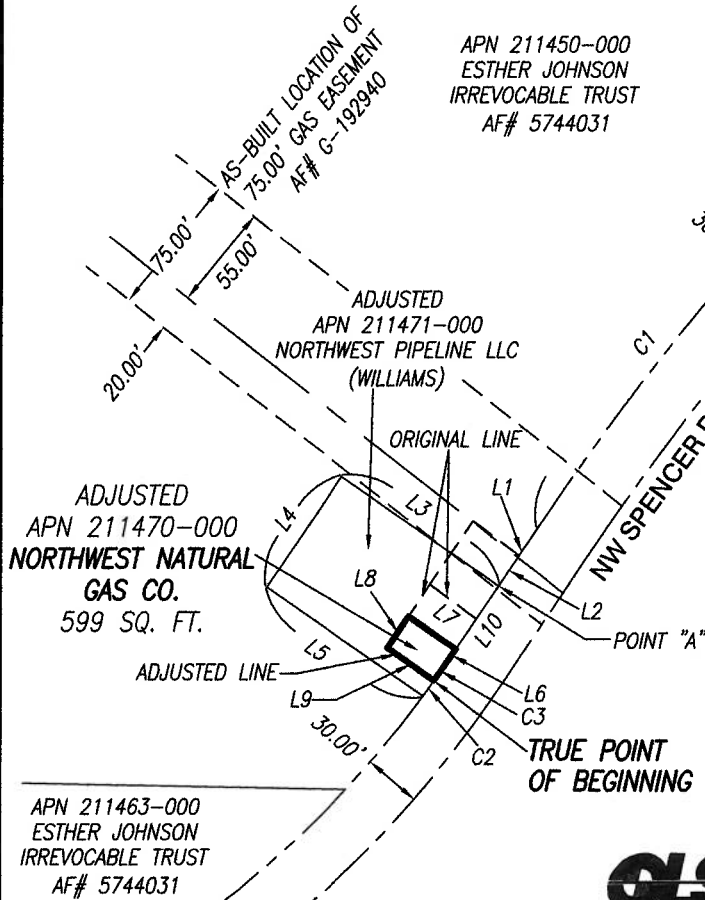 AS-BUILT LOCATION OF
75.00' GAS EASEMENT
AF# G-192940
APN 211450-000
ESTHER JOHNSON
IRREVOCABLE TRUST
AF# 5744031
75.00'
55.00'
20.00'
ADJUSTED
APN 211471-000
NORTHWEST PIPELINE LLC
(WILLIAMS)
C1
ORIGINAL LINE
NW SPENCER
L1
L3
L4
ADJUSTED
APN 211470-000
NORTHWEST NATURAL
GAS CO.
599 SQ. FT.
L8
L7
L10
L2
POINT "A"
L5
ADJUSTED LINE
L9
L6
C3
C2
30.00'
TRUE POINT
OF BEGINNING
APN 211463-000
ESTHER JOHNSON
IRREVOCABLE TRUST
AF# 5744031